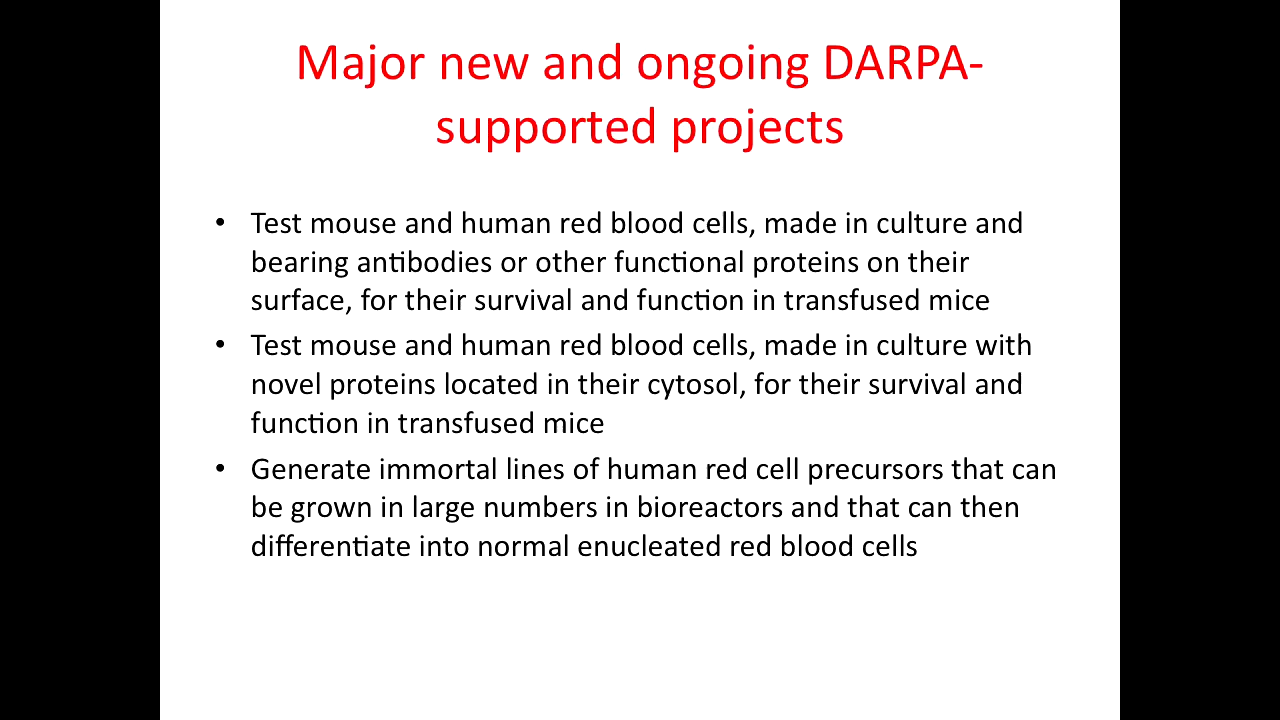 Major new and ongoing DARPA-
supported projects
• Test mouse and human red blood cells, made in culture and
bearing antibodies or other functional proteins on their
surface, for their survival and function in transfused mice
• Test mouse and human red blood cells, made in culture with
novel proteins located in their cytosol, for their survival and
function in transfused mice
• Generate immortal lines of human red cell precursors that can
be grown in large numbers in bioreactors and that can then
differentiate into normal enucleated red blood cells